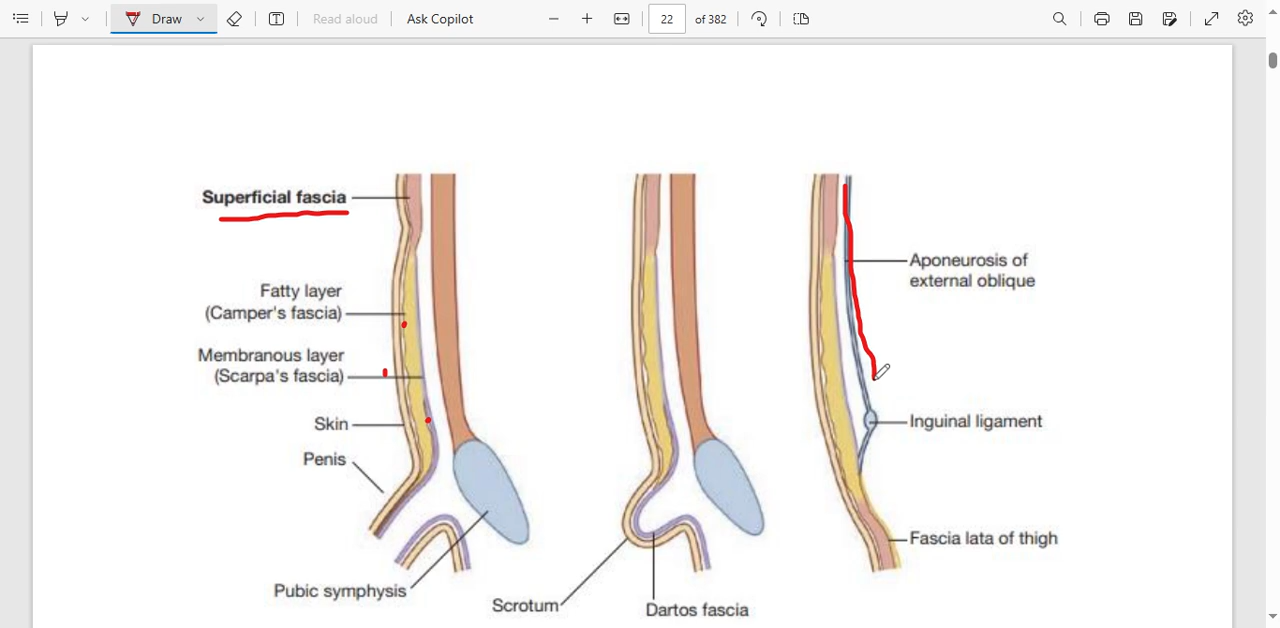 Draw
Read aloud
Ask Copilot
22
of 382
Superficial fascia
Fatty layer
(Camper's fascia)
Membranous layer
(Scarpa's fascia)
Skin
Penis
Pubic symphysis
Scrotum
Dartos fascia
Aponeurosis of
external oblique
Inguinal ligament
Fascia lata of thigh